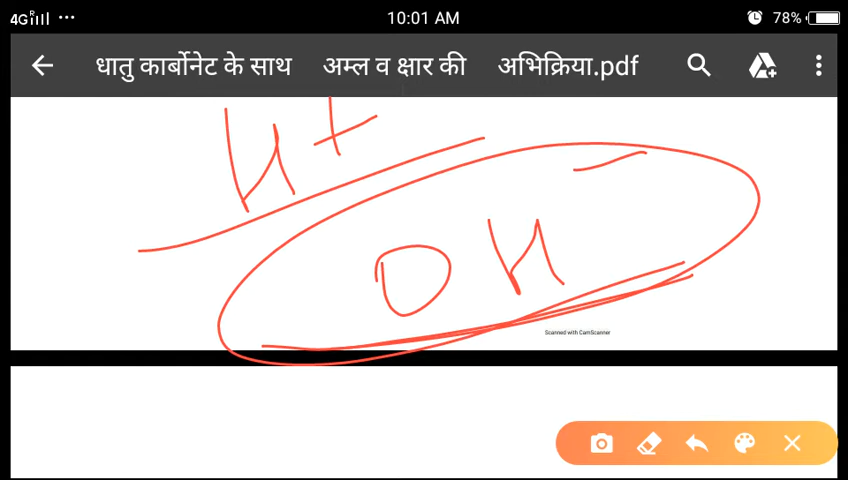 4G 10:01 AM 78%
धातु कार्बोनेट के साथ अम्ल व क्षार की अभिक्रिया.pdf
H+
OH⁻
Scanned with CamScanner